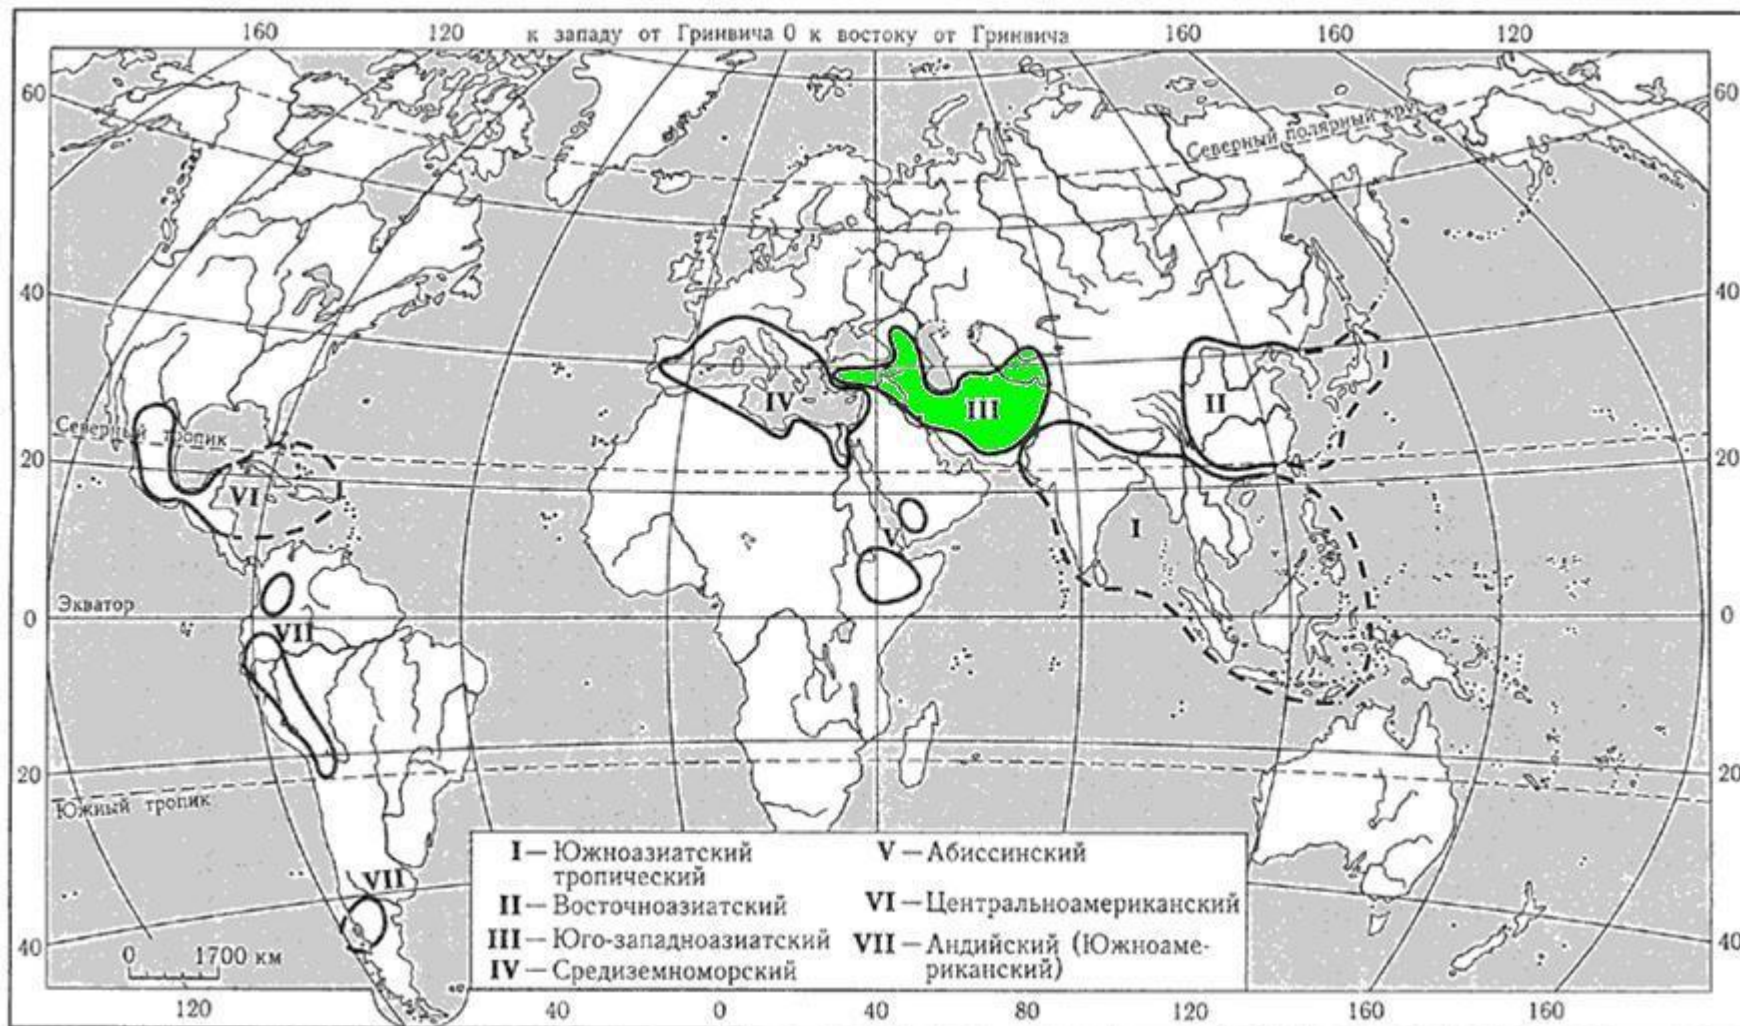 160 120 к западу от Гринвича 0 к востоку от Гринвича 160 160 120
60 60
Северный полярный круг
40 40
IV III II
Северный тропик
20 20
VI I
V
Экватор
0 0
VII
20 20
Южный тропик
VII
I — Южноазиатский тропический
II — Восточноазиатский
III — Юго-западноазиатский
IV — Средиземноморский
V — Абиссинский
VI — Центральноамериканский
VII — Андийский (Южноаме-
риканский)
40 40
0 1700 км
120 40 0 40 80 120 160 160